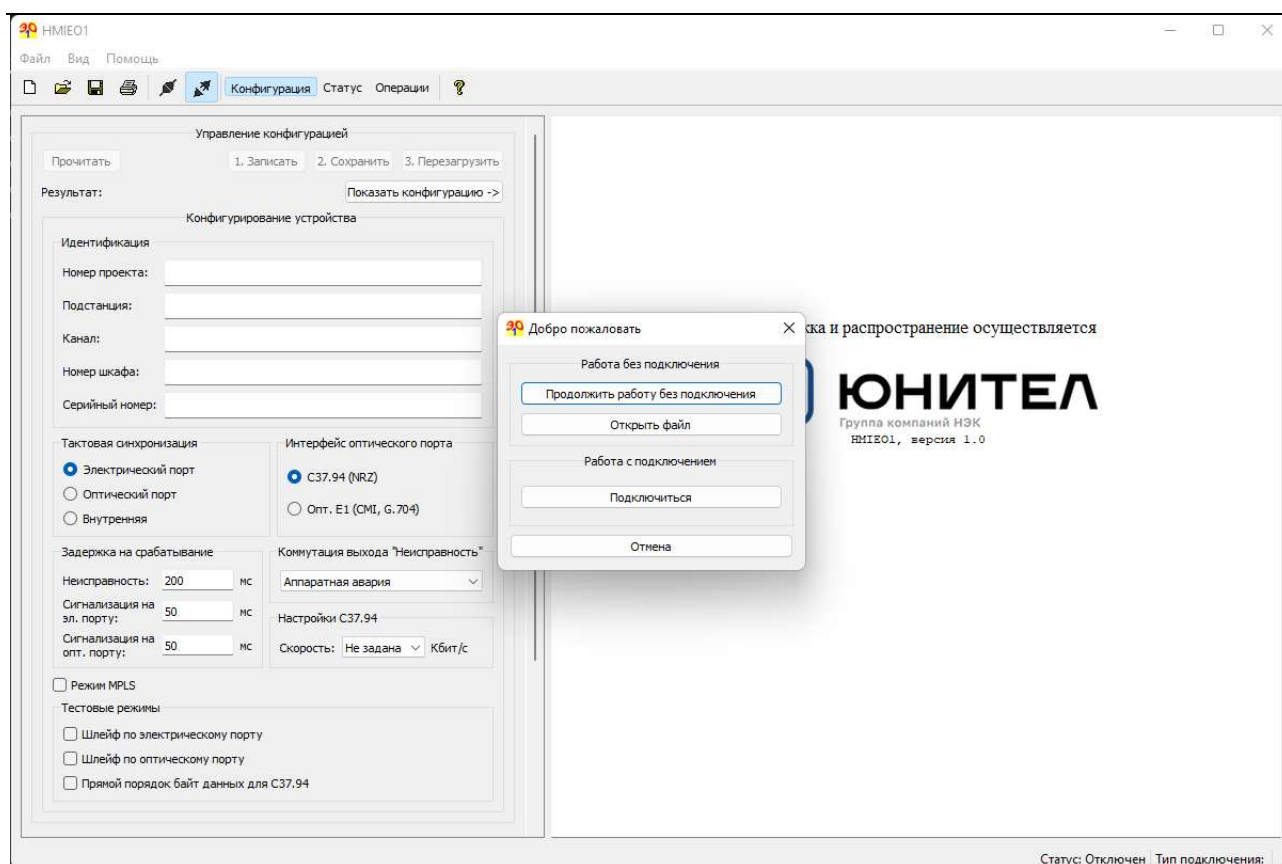 HMIEO1
Файл Вид Помощь
Конфигурация Статус Операции
Управление конфигурацией
Прочитать 1. Записать 2. Сохранить 3. Перезагрузить
Результат: Показать конфигурацию ->
Конфигурирование устройства
Идентификация
Номер проекта:
Подстанция:
Канал:
Номер шкафа:
Серийный номер:
Тактовая синхронизация
Электрический порт
Оптический порт
Внутренняя
Интерфейс оптического порта
C37.94 (NRZ)
Опт. E1 (CMI, G.704)
Задержка на срабатывание
Неисправность: 200 мс
Сигнализация на
эл. порту: 50 мс
Сигнализация на
опт. порту: 50 мс
Коммутация выхода "Неисправность"
Аппаратная авария
Настройки C37.94
Скорость: Не задана Кбит/с
Режим MPLS
Тестовые режимы
Шлейф по электрическому порту
Шлейф по оптическому порту
Прямой порядок байт данных для C37.94
Добро пожаловать
Работа без подключения
Продолжить работу без подключения
Открыть файл
Работа с подключением
Подключиться
Отмена
и распространение осуществляется
ЮНИТЕЛ
Группа компаний НЭК
HMIEO1, версия 1.0
Статус: Отключен Тип подключения: